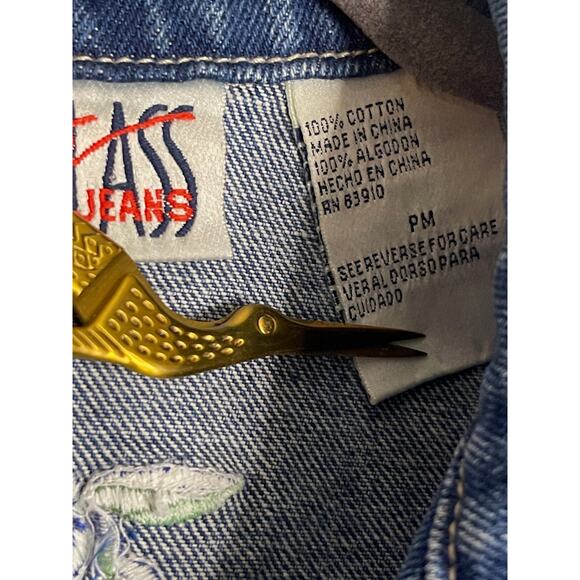 ASS
JEANS
100% COTTON
MADE IN CHINA
100% ALGODON
HECHO EN CHINA
RN 63910
PM
SEE REVERSE FOR CARE
VER AL DORSO PARA
CUIDADO